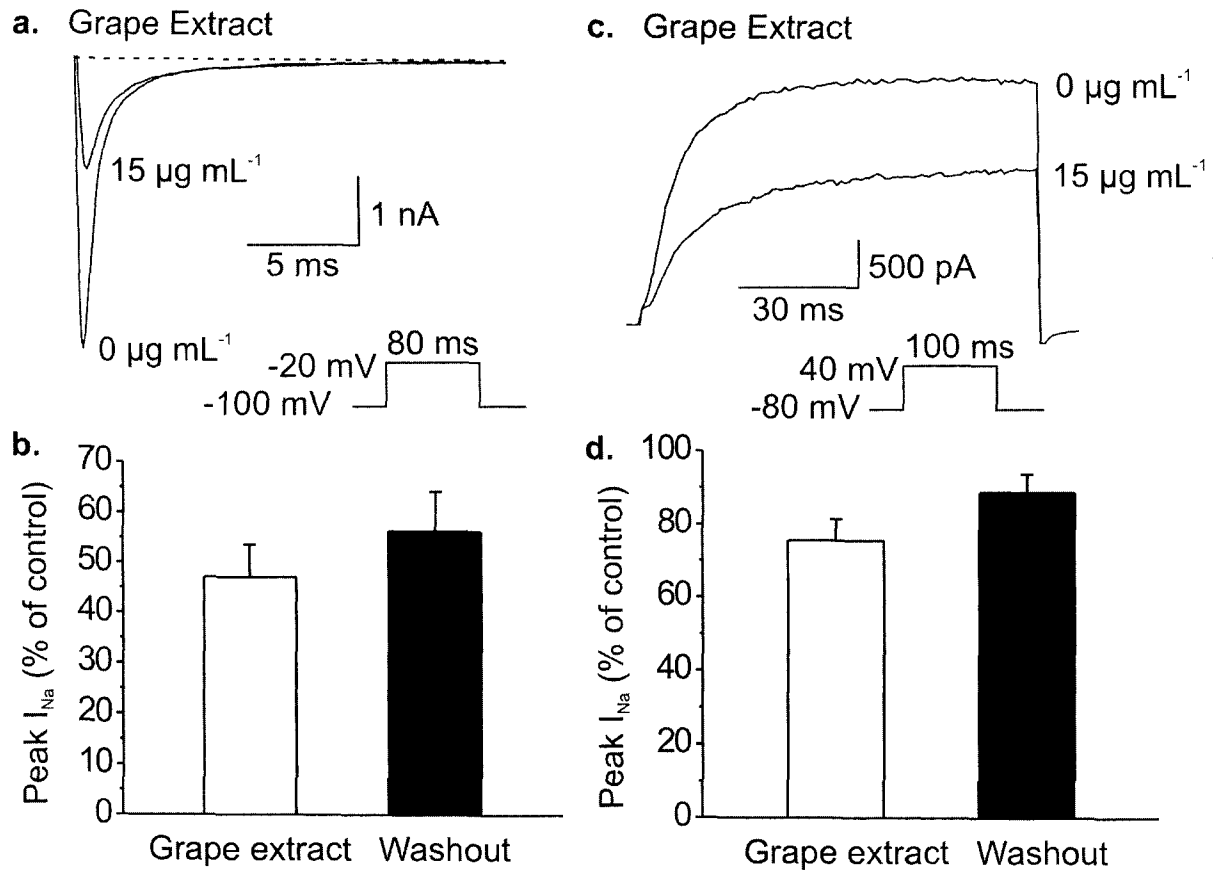 a. Grape Extract
15 µg mL⁻¹
1 nA
5 ms
0 µg mL⁻¹
80 ms
-20 mV
-100 mV
c. Grape Extract
0 µg mL⁻¹
15 µg mL⁻¹
500 pA
30 ms
100 ms
40 mV
-80 mV
b.
Peak I_Na (% of control)
70
60
50
40
30
20
10
0
Grape extract
Washout
d.
Peak I_Na (% of control)
100
80
60
40
20
0
Grape extract
Washout